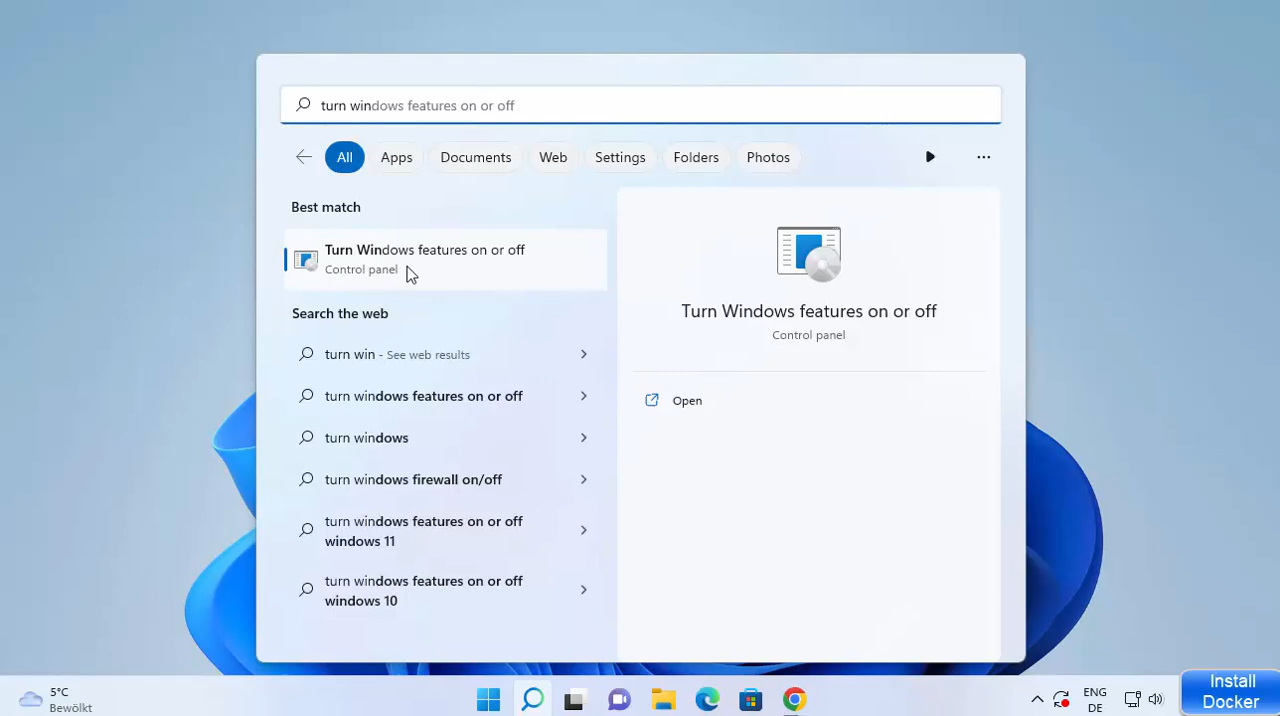 turn windows features on or off
All
Apps
Documents
Web
Settings
Folders
Photos
Best match
Turn Windows features on or off
Control panel
Search the web
turn win - See web results
turn windows features on or off
turn windows
turn windows firewall on/off
turn windows features on or off
windows 11
turn windows features on or off
windows 10
Turn Windows features on or off
Control panel
Open
5°C
Bewölkt
ENG
DE
Install
Docker